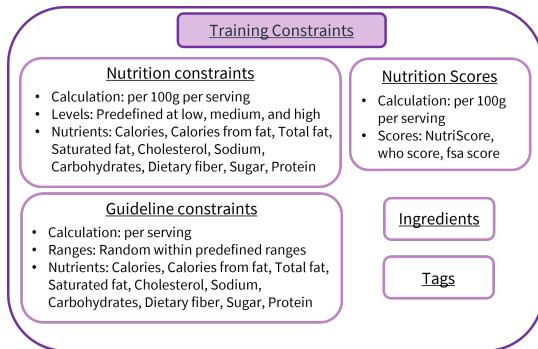 Training Constraints
Nutrition constraints
• Calculation: per 100g per serving
• Levels: Predefined at low, medium, and high
• Nutrients: Calories, Calories from fat, Total fat,
Saturated fat, Cholesterol, Sodium,
Carbohydrates, Dietary fiber, Sugar, Protein
Nutrition Scores
• Calculation: per 100g
per serving
• Scores: NutriScore,
who score, fsa score
Guideline constraints
• Calculation: per serving
• Ranges: Random within predefined ranges
• Nutrients: Calories, Calories from fat, Total fat,
Saturated fat, Cholesterol, Sodium,
Carbohydrates, Dietary fiber, Sugar, Protein
Ingredients
Tags